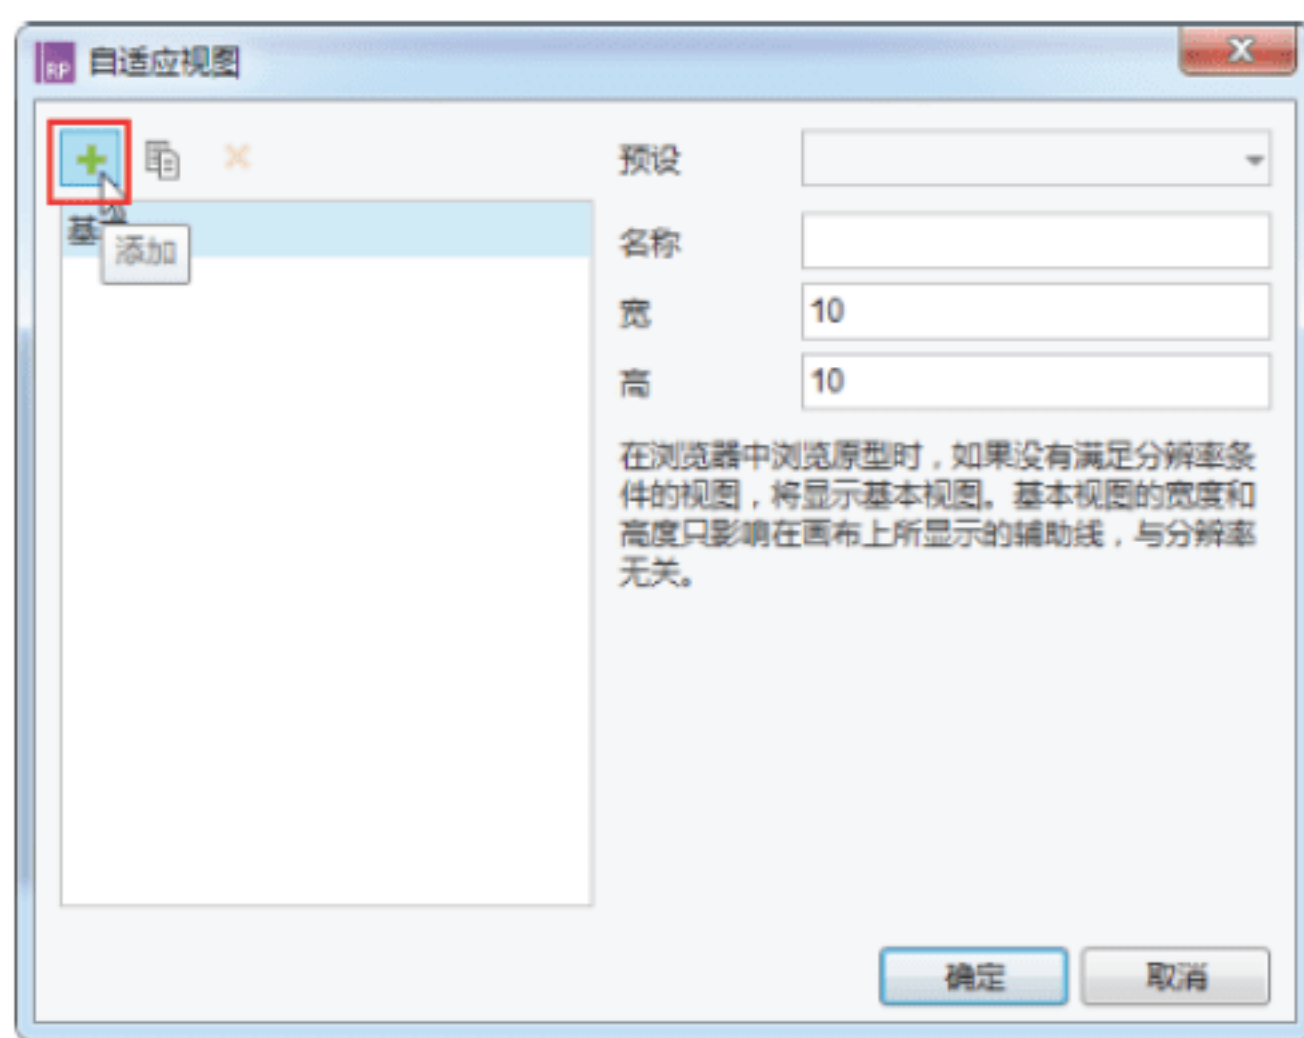 RP 自适应视图
预设
基
添加
名称
宽 10
高 10
在浏览器中浏览原型时，如果没有满足分辨率条
件的视图，将显示基本视图。基本视图的宽度和
高度只影响在画布上所显示的辅助线，与分辨率
无关。
确定 取消